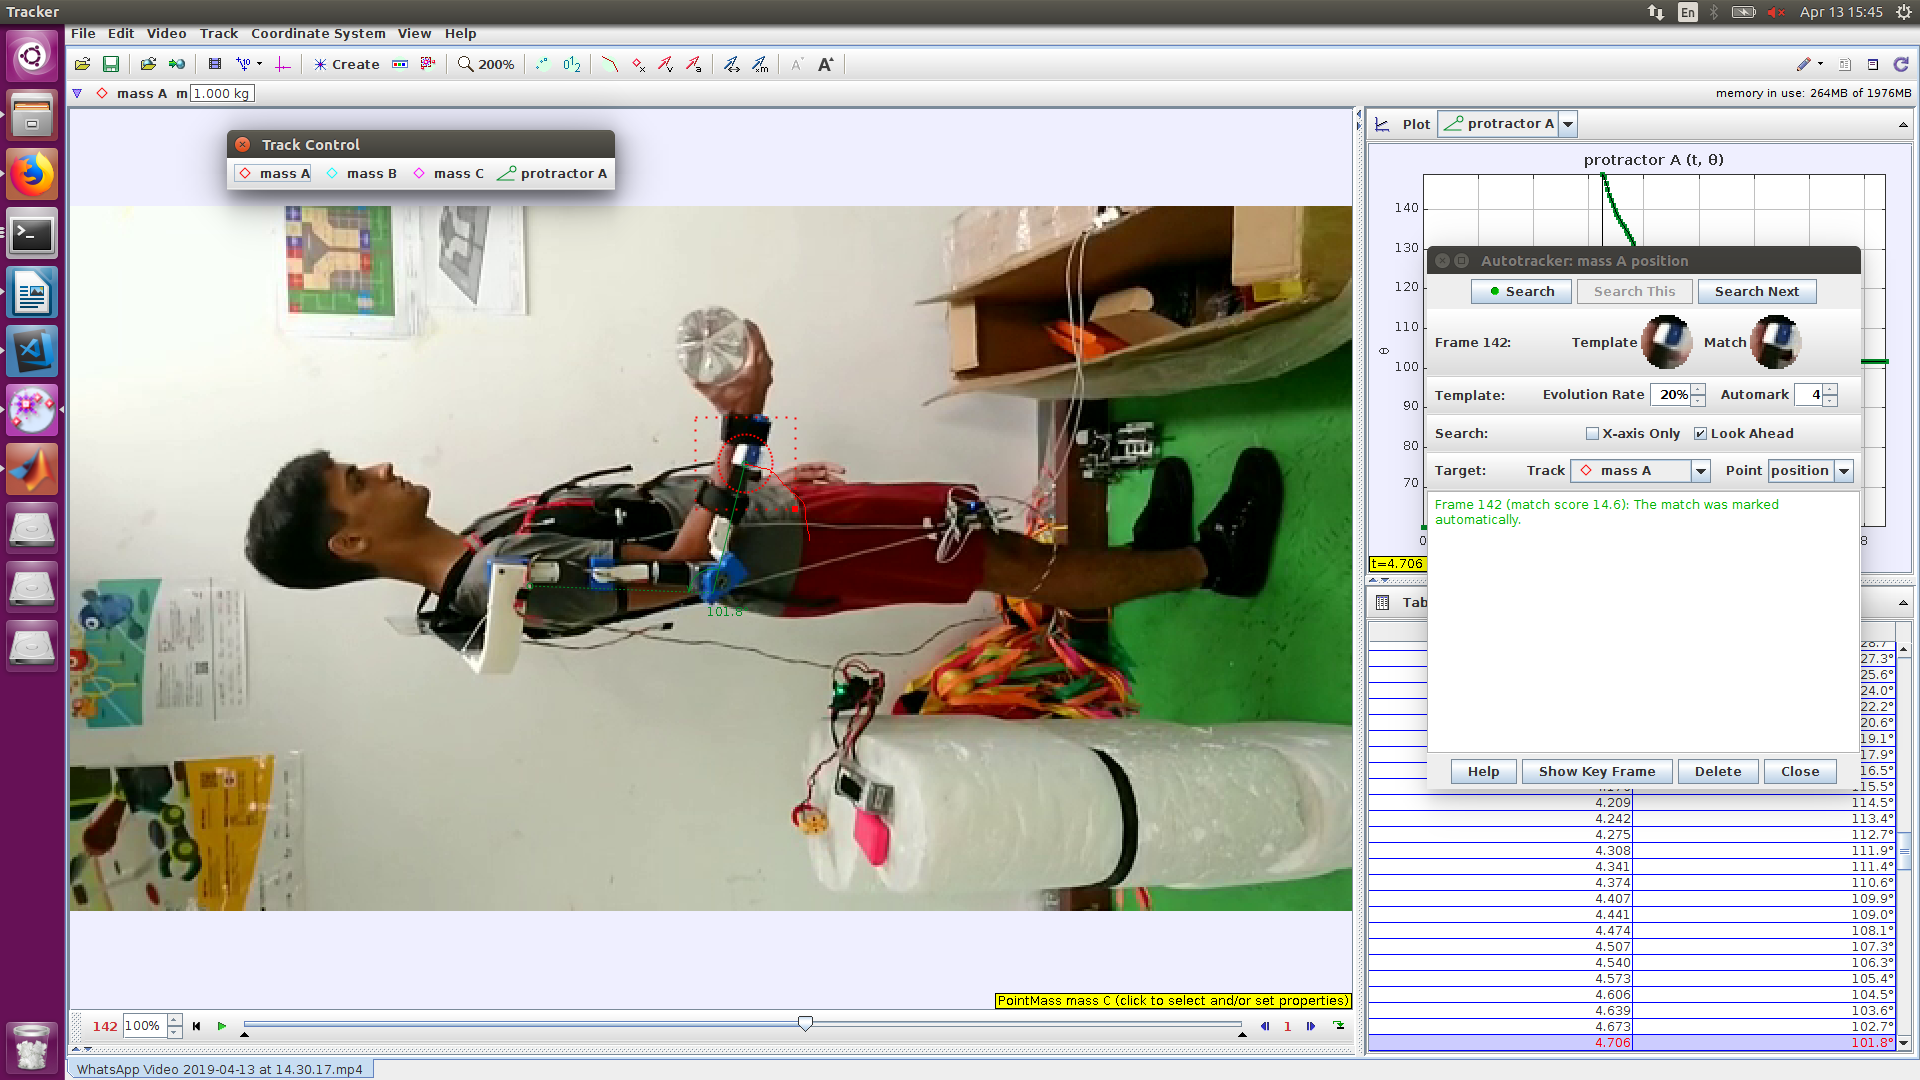 Tracker
En
Apr 13 15:45
File Edit Video Track Coordinate System View Help
Create
200%
mass A m 1.000 kg
memory in use: 264MB of 1976MB
Track Control
mass A mass B mass C protractor A
Plot protractor A
protractor A (t, θ)
140
130
120
110
100
90
80
70
θ
0
8
t=4.706
Autotracker: mass A position
Search Search This Search Next
Frame 142: Template Match
Template: Evolution Rate 20% Automark 4
Search: X-axis Only Look Ahead
Target: Track mass A Point position
Frame 142 (match score 14.6): The match was marked
automatically.
Help Show Key Frame Delete Close
101.8
Tab
28.7
27.3°
25.6°
24.0°
22.2°
20.6°
19.1°
17.9°
16.5°
115.5°
4.209 114.5°
4.242 113.4°
4.275 112.7°
4.308 111.9°
4.341 111.4°
4.374 110.6°
4.407 109.9°
4.441 109.0°
4.474 108.1°
4.507 107.3°
4.540 106.3°
4.573 105.4°
4.606 104.5°
4.639 103.6°
4.673 102.7°
4.706 101.8°
PointMass mass C (click to select and/or set properties)
142 100%
1
WhatsApp Video 2019-04-13 at 14.30.17.mp4